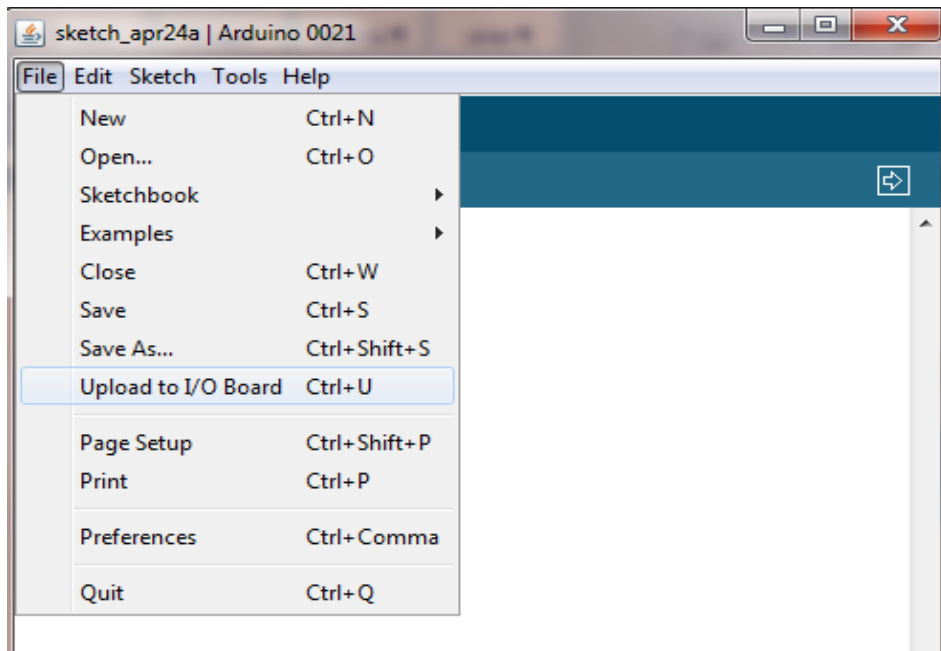 sketch_apr24a | Arduino 0021
File Edit Sketch Tools Help
New Ctrl+N
Open... Ctrl+O
Sketchbook
Examples
Close Ctrl+W
Save Ctrl+S
Save As... Ctrl+Shift+S
Upload to I/O Board Ctrl+U
Page Setup Ctrl+Shift+P
Print Ctrl+P
Preferences Ctrl+Comma
Quit Ctrl+Q